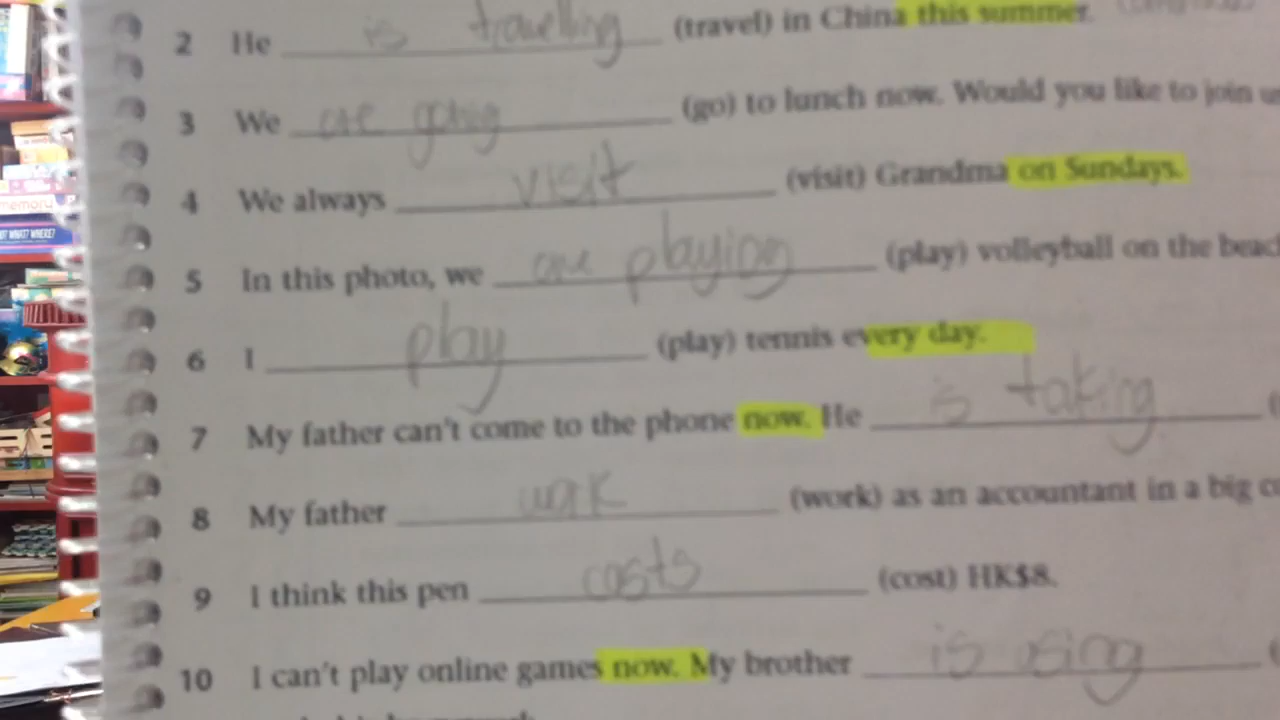 2 He is travelling (travel) in China this summer.
3 We are going (go) to lunch now. Would you like to join
4 We always visit (visit) Grandma on Sundays.
5 In this photo, we are playing (play) volleyball on the
6 I play (play) tennis every day.
7 My father can't come to the phone now. He is taking (
8 My father work (work) as an accountant in a big
9 I think this pen costs (cost) HK$8.
10 I can't play online games now. My brother is using (
WHAT? WHERE?